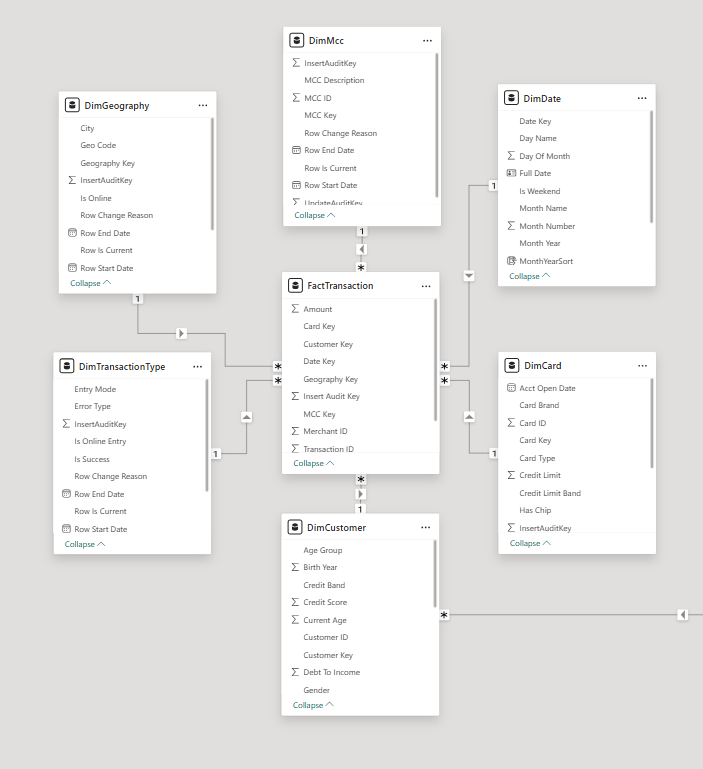 DimMcc
InsertAuditKey
MCC Description
MCC ID
MCC Key
Row Change Reason
Row End Date
Row Is Current
Row Start Date
UpdateAuditKey
Collapse
DimGeography
City
Geo Code
Geography Key
InsertAuditKey
Is Online
Row Change Reason
Row End Date
Row Is Current
Row Start Date
Collapse
DimDate
Date Key
Day Name
Day Of Month
Full Date
Is Weekend
Month Name
Month Number
Month Year
MonthYearSort
Collapse
1
1
*
1
FactTransaction
Amount
Card Key
Customer Key
Date Key
Geography Key
Insert Audit Key
MCC Key
Merchant ID
Transaction ID
Collapse
*
*
*
*
DimTransactionType
Entry Mode
Error Type
InsertAuditKey
Is Online Entry
Is Success
Row Change Reason
Row End Date
Row Is Current
Row Start Date
Collapse
1
DimCard
Acct Open Date
Card Brand
Card ID
Card Key
Card Type
Credit Limit
Credit Limit Band
Has Chip
InsertAuditKey
Collapse
1
*
1
DimCustomer
Age Group
Birth Year
Credit Band
Credit Score
Current Age
Customer ID
Customer Key
Debt To Income
Gender
Collapse
*